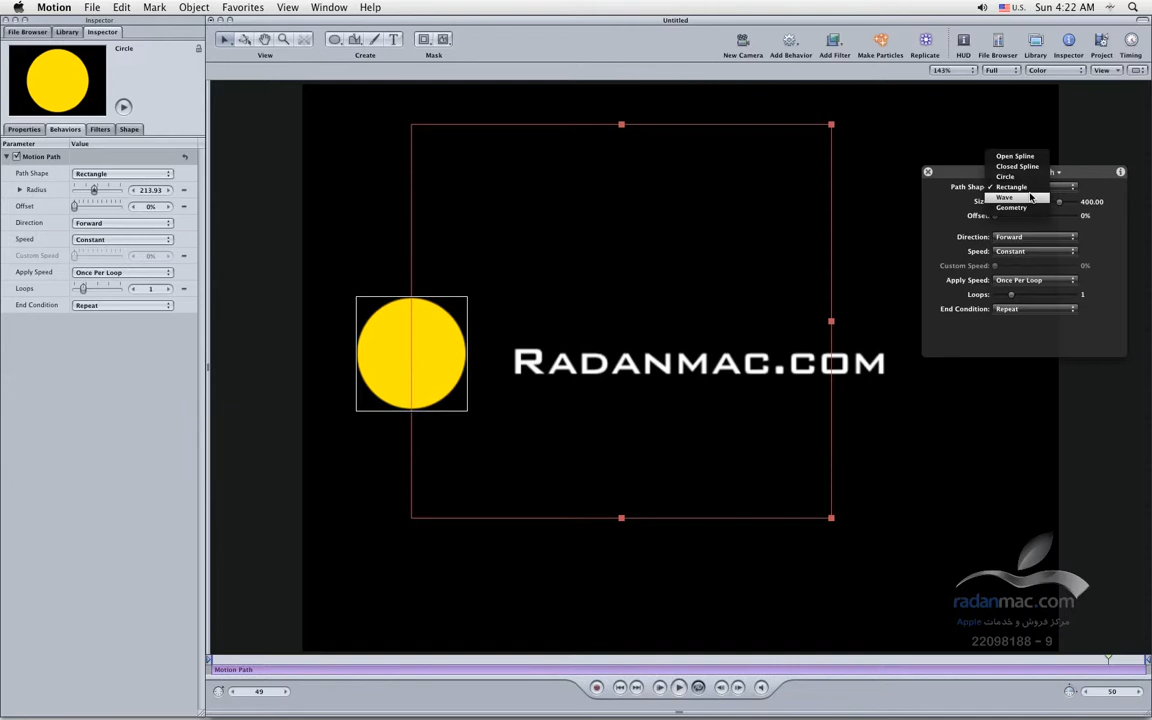 Motion File Edit Mark Object Favorites View Window Help U.S. Sun 4:22 AM
Inspector
Untitled
File Browser Library Inspector
Circle
View Create Mask
New Camera Add Behavior Add Filter Make Particles Replicate HUD File Browser Library Inspector Project Timing
143% Full Color View
Properties Behaviors Filters Shape
Parameter Value
Motion Path
Path Shape Rectangle
Radius 213.93
Offset 0%
Direction Forward
Speed Constant
Custom Speed 0%
Apply Speed Once Per Loop
Loops 1
End Condition Repeat
Open Spline
Closed Spline
Circle
Rectangle
Wave
Geometry
400.00
Offset: 0%
Direction: Forward
Speed: Constant
Custom Speed: 0%
Apply Speed: Once Per Loop
Loops: 1
End Condition: Repeat
Radanmac.com
radanmac.com
مرکز فروش و خدمات Apple
22098188 - 9
Motion Path
49
50